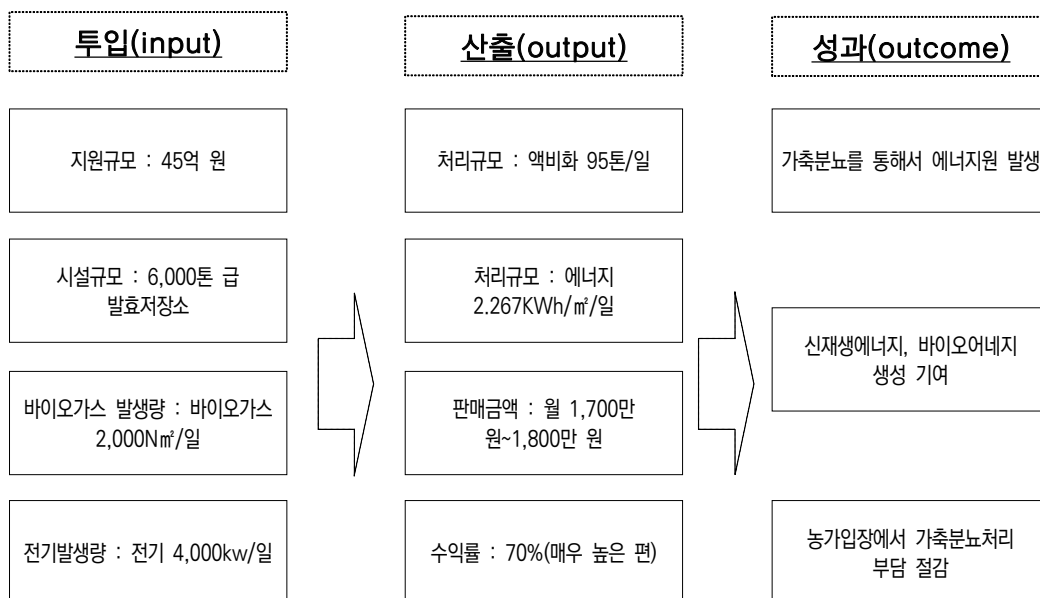 투입(input)
산출(output)
성과(outcome)
지원규모 : 45억 원
처리규모 : 액비화 95톤/일
가축분뇨를 통해서 에너지원 발생
시설규모 : 6,000톤 급
발효저장소
처리규모 : 에너지
2.267KWh/㎥/일
신재생에너지, 바이오어네지
생성 기여
바이오가스 발생량 : 바이오가스
2,000N㎥/일
판매금액 : 월 1,700만
원~1,800만 원
전기발생량 : 전기 4,000kw/일
수익률 : 70%(매우 높은 편)
농가입장에서 가축분뇨처리
부담 절감